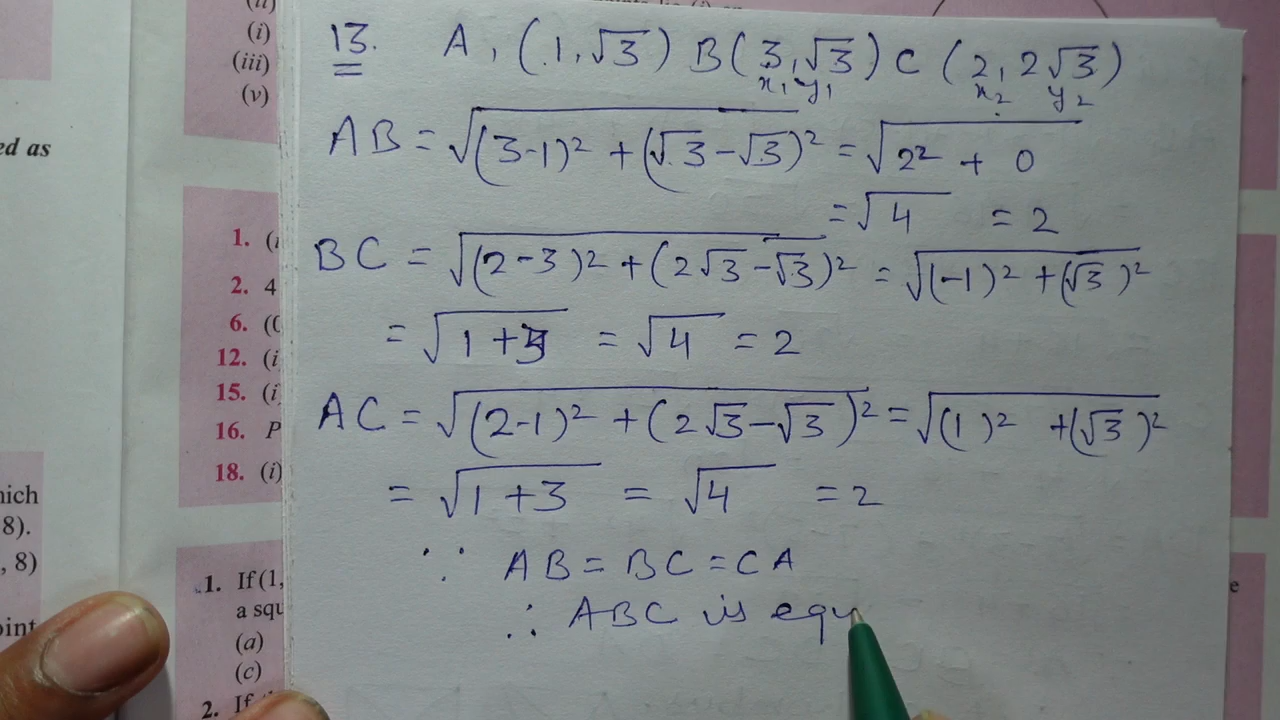 (ii)
(i)
(iii)
(v)
ed as
1. (i
2. 4
6. (0
12. (i
15. (i
16. P
18. (i)
hich
8).
, 8)
oint
1. If (1,
a squ
(a)
(c)
2. If
13. A, (1, √3) B(3, √3) C (2, 2√3)
x₁ y₁ x₂ y₂
AB = √((3-1)² + (√3 - √3)²) = √(2² + 0)
= √4 = 2
BC = √((2-3)² + (2√3 - √3)²) = √((-1)² + (√3)²)
= √(1+3) = √4 = 2
AC = √((2-1)² + (2√3 - √3)²) = √((1)² + (√3)²)
= √(1+3) = √4 = 2
∵ AB = BC = CA
∴ ABC is equ
e